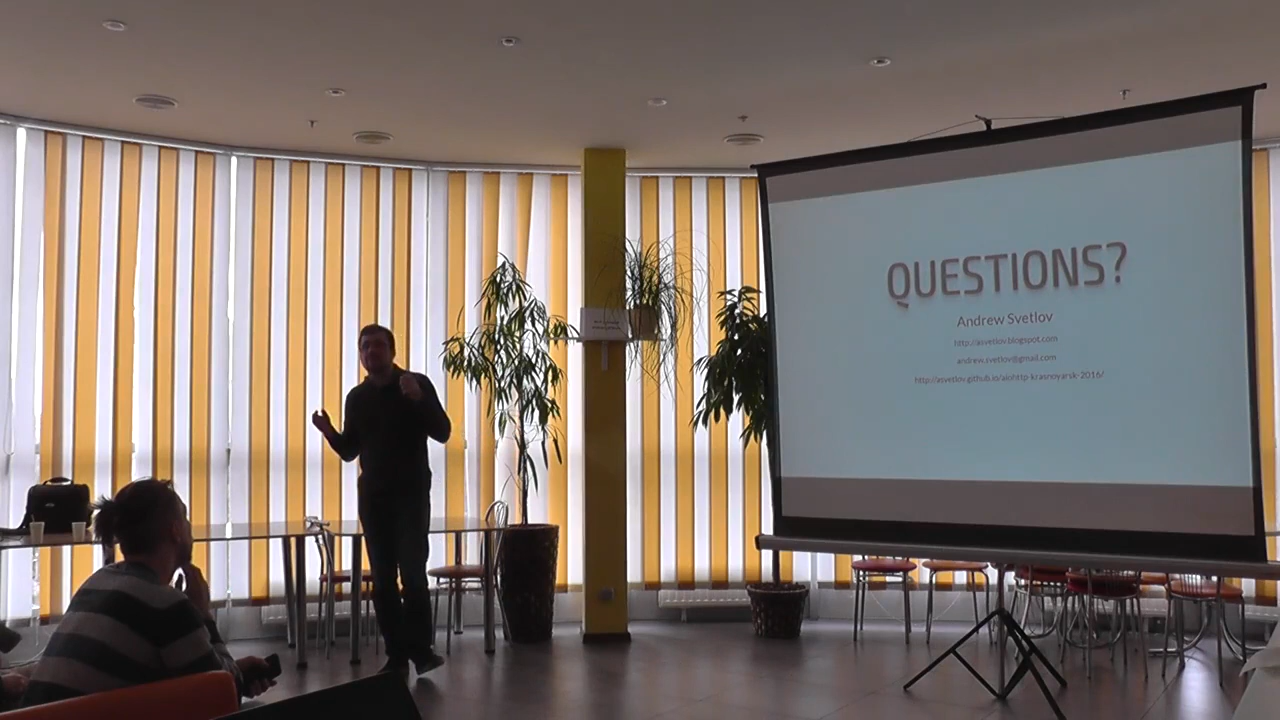 QUESTIONS?
Andrew Svetlov
http://asvetlov.blogspot.com
andrew.svetlov@gmail.com
http://asvetlov.github.io/aiohttp-krasnoyarsk-2016/